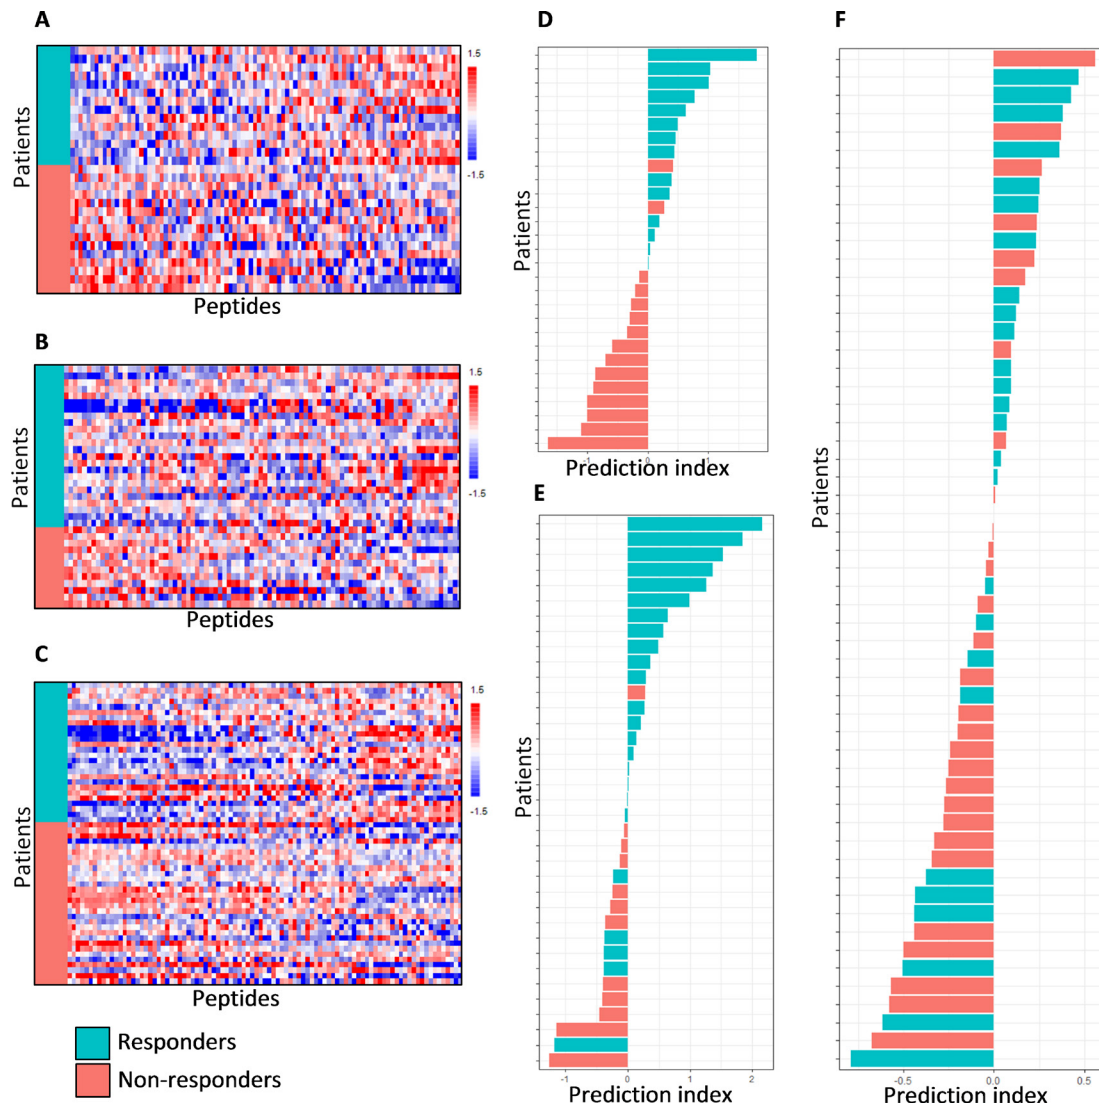 A
Patients
Peptides
1.5
-1.5
B
Patients
Peptides
1.5
-1.5
C
Patients
Peptides
1.5
-1.5
Responders
Non-responders
D
Patients
Prediction index
E
Patients
-1 0 1 2
Prediction index
F
Patients
-0.5 0.0 0.5
Prediction index